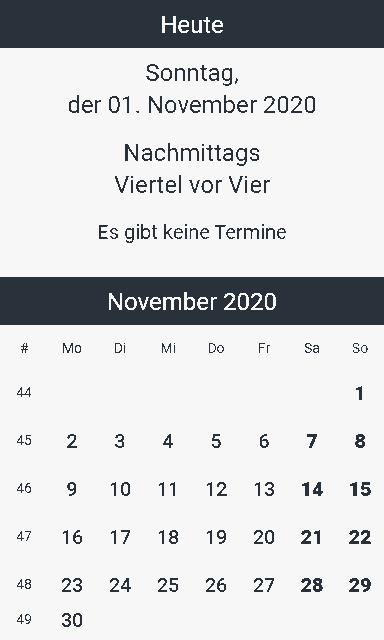 Heute
Sonntag,
der 01. November 2020
Nachmittags
Viertel vor Vier
Es gibt keine Termine
November 2020
# Mo Di Mi Do Fr Sa So
44 1
45 2 3 4 5 6 7 8
46 9 10 11 12 13 14 15
47 16 17 18 19 20 21 22
48 23 24 25 26 27 28 29
49 30